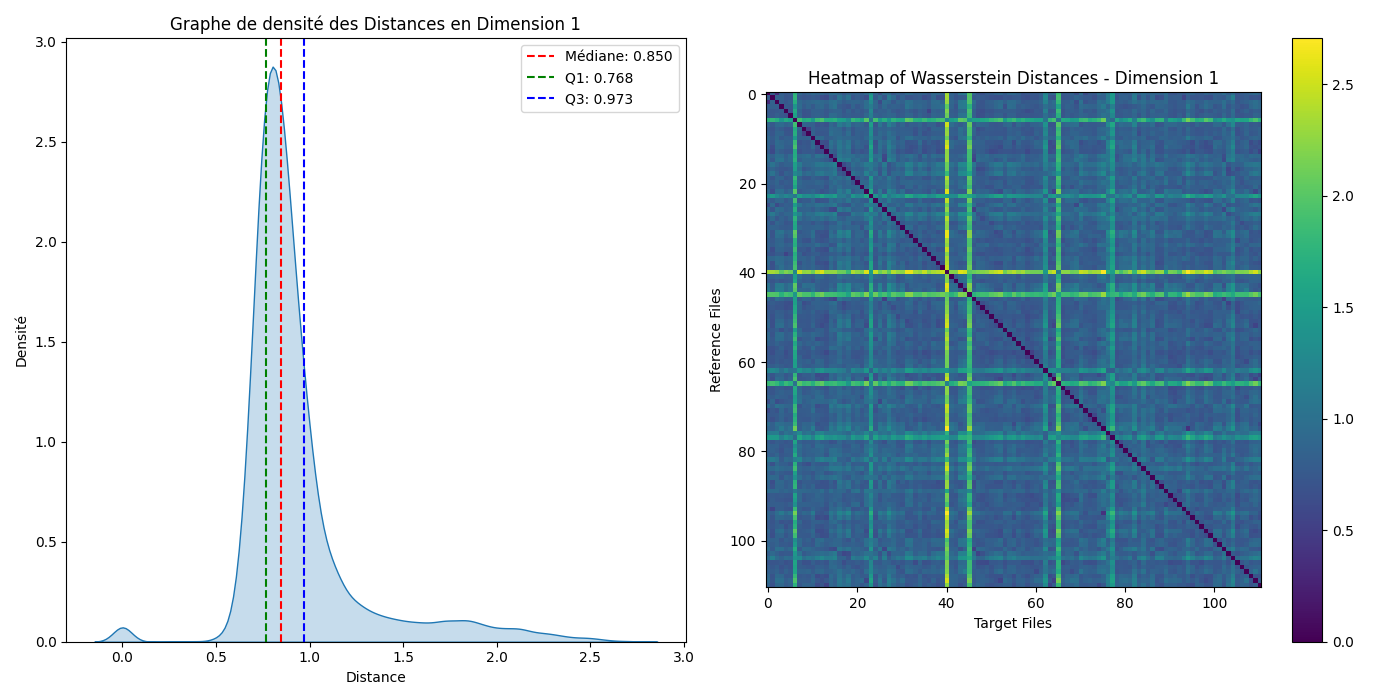 Graphe de densité des Distances en Dimension 1
3.0
2.5
2.0
1.5
1.0
0.5
0.0
Densité
Médiane: 0.850
Q1: 0.768
Q3: 0.973
0.0 0.5 1.0 1.5 2.0 2.5 3.0
Distance
Heatmap of Wasserstein Distances - Dimension 1
0
20
40
60
80
100
Reference Files
0 20 40 60 80 100
Target Files
2.5
2.0
1.5
1.0
0.5
0.0